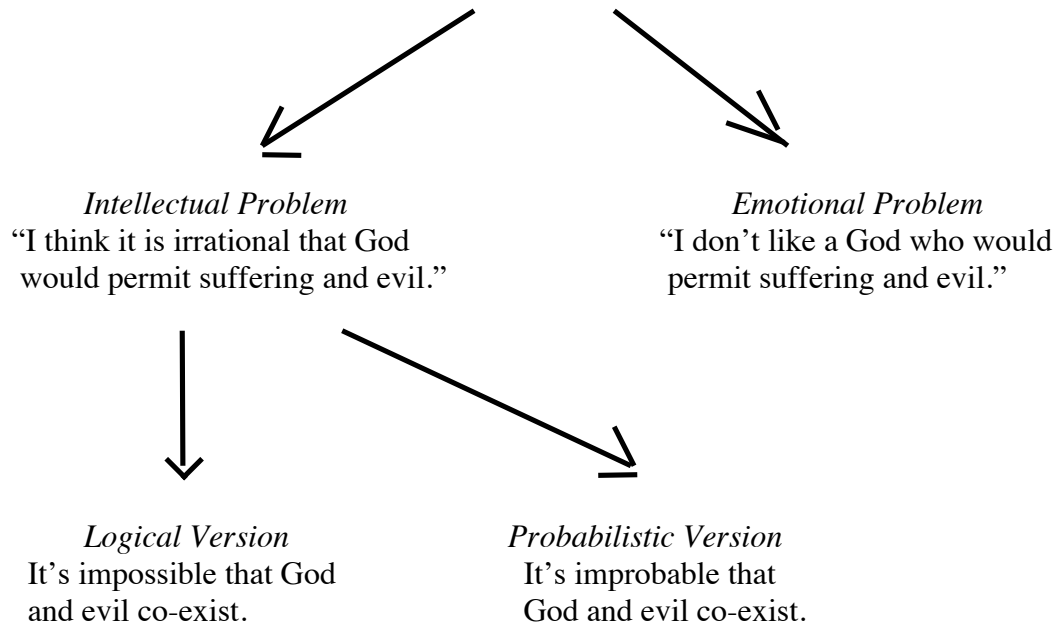 Intellectual Problem
“I think it is irrational that God
would permit suffering and evil.”
Emotional Problem
“I don’t like a God who would
permit suffering and evil.”
Logical Version
It’s impossible that God
and evil co-exist.
Probabilistic Version
It’s improbable that
God and evil co-exist.